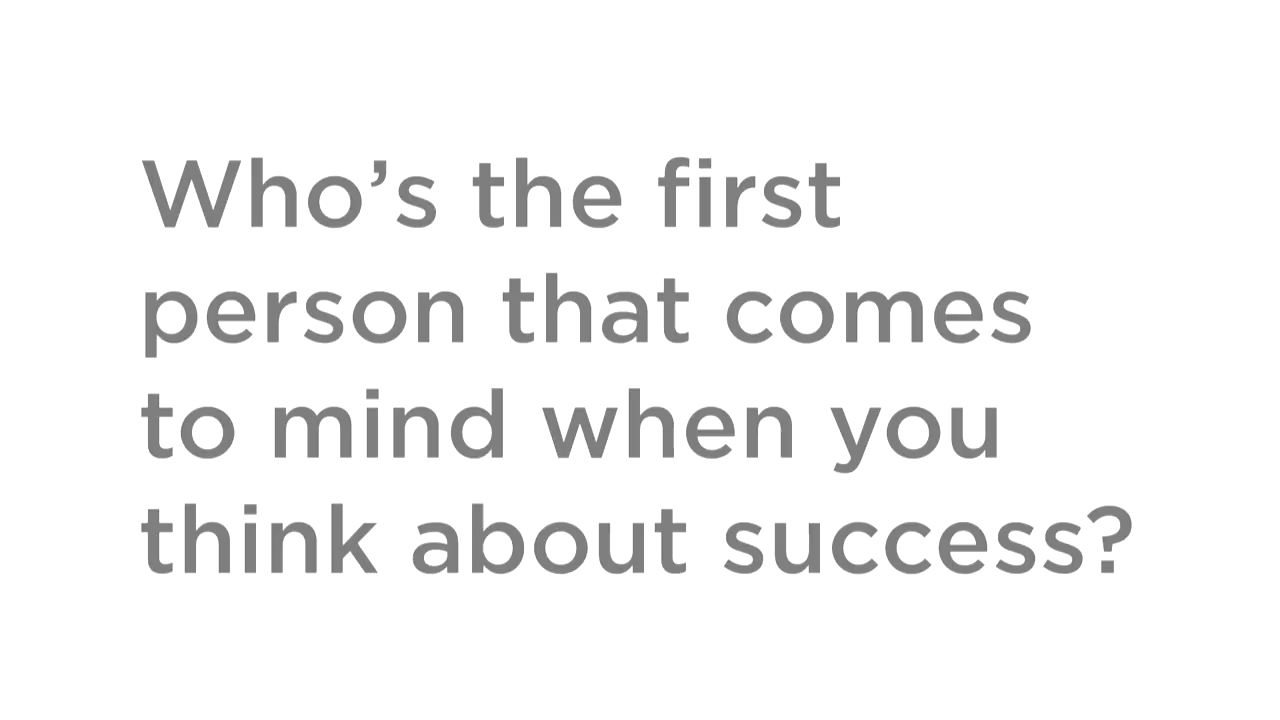 Who’s the first
person that comes
to mind when you
think about success?